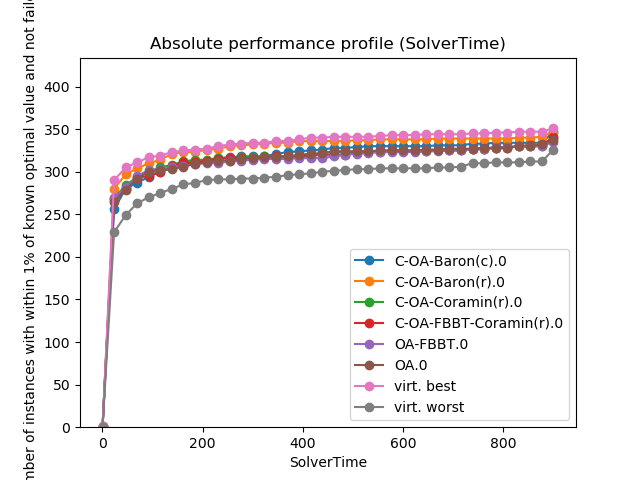 Absolute performance profile (SolverTime)
of instances with within 1% of known optimal value and not
400
350
300
250
200
150
100
50
0
0 200 400 600 800
SolverTime
C-OA-Baron(c).0
C-OA-Baron(r).0
C-OA-Coramin(r).0
C-OA-FBBT-Coramin(r).0
OA-FBBT.0
OA.0
virt. best
virt. worst